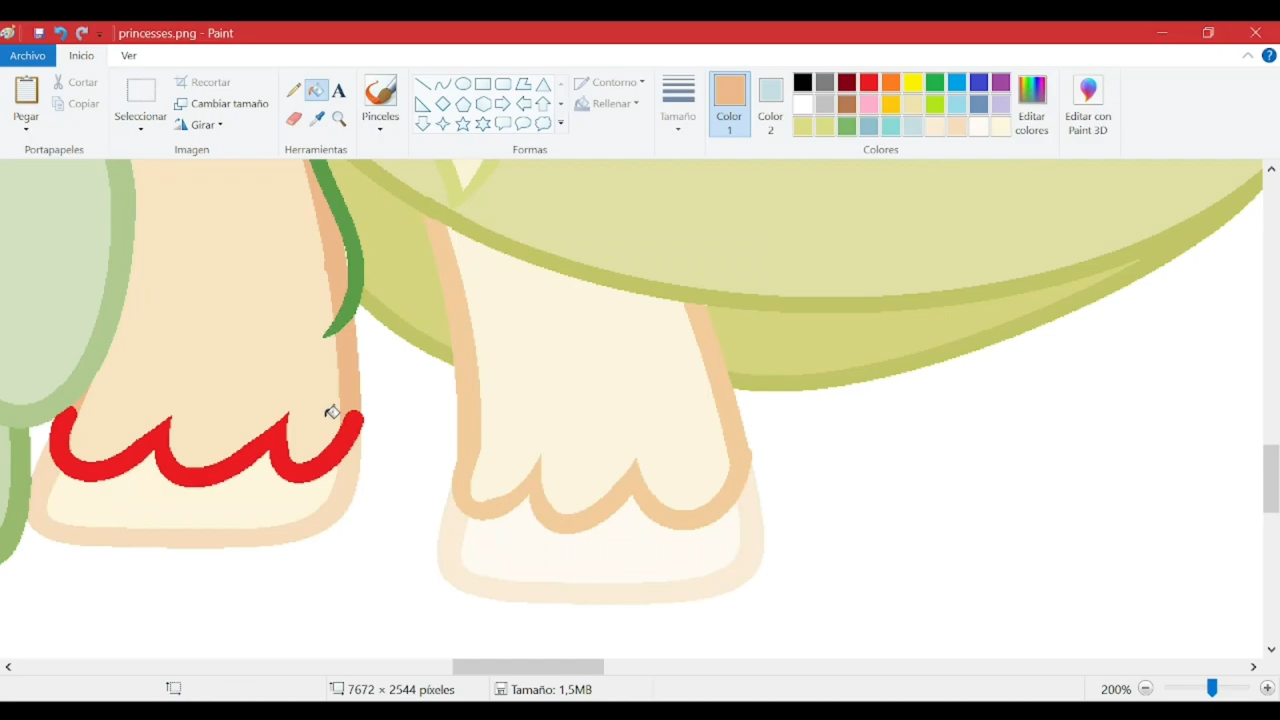 princesses.png - Paint
Archivo Inicio Ver
Pegar
Cortar
Copiar
Portapapeles
Seleccionar
Recortar
Cambiar tamaño
Girar
Imagen
A
Herramientas
Pinceles
Formas
Contorno
Rellenar
Tamaño
Color
1
Color
2
Colores
Editar
colores
Editar con
Paint 3D
7672 × 2544 píxeles
Tamaño: 1,5MB
200%